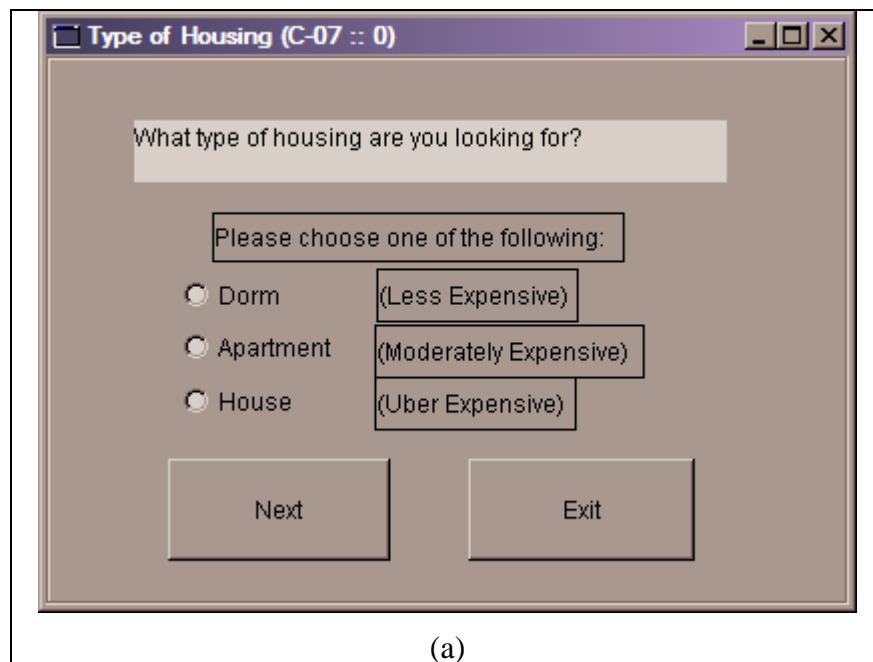 Type of Housing (C-07 :: 0)
What type of housing are you looking for?
Please choose one of the following:
Dorm (Less Expensive)
Apartment (Moderately Expensive)
House (Uber Expensive)
Next Exit
(a)